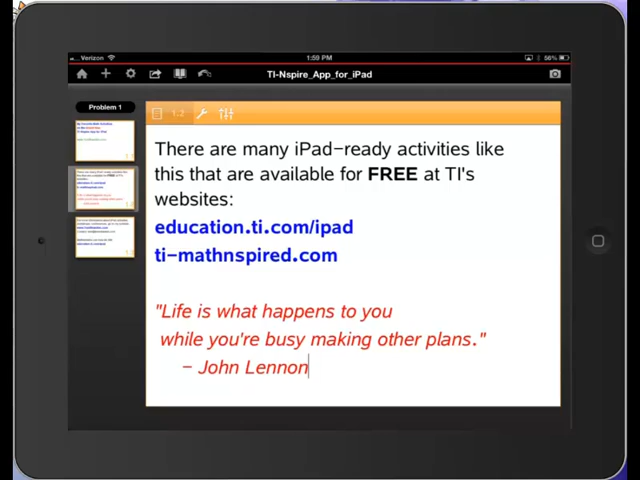 Verizon
1:59 PM
56%
TI-Nspire_App_for_iPad
Problem 1
1.2
There are many iPad-ready activities like
this that are available for FREE at TI's
websites:
education.ti.com/ipad
ti-mathnspired.com
"Life is what happens to you
while you're busy making other plans."
- John Lennon